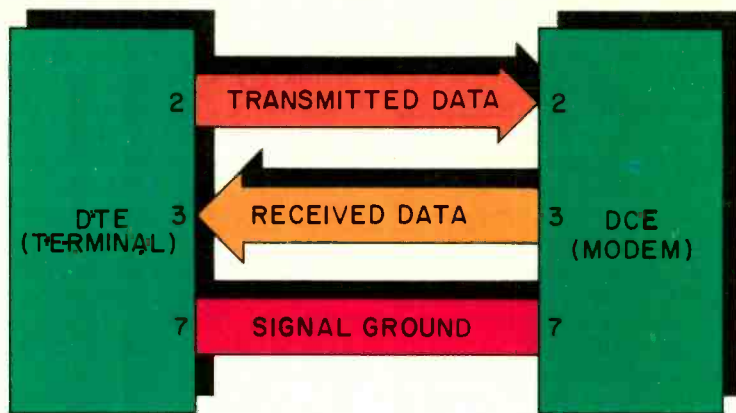 2 TRANSMITTED DATA 2
3 RECEIVED DATA 3
DTE
(TERMINAL)
DCE
(MODEM)
7 SIGNAL GROUND 7